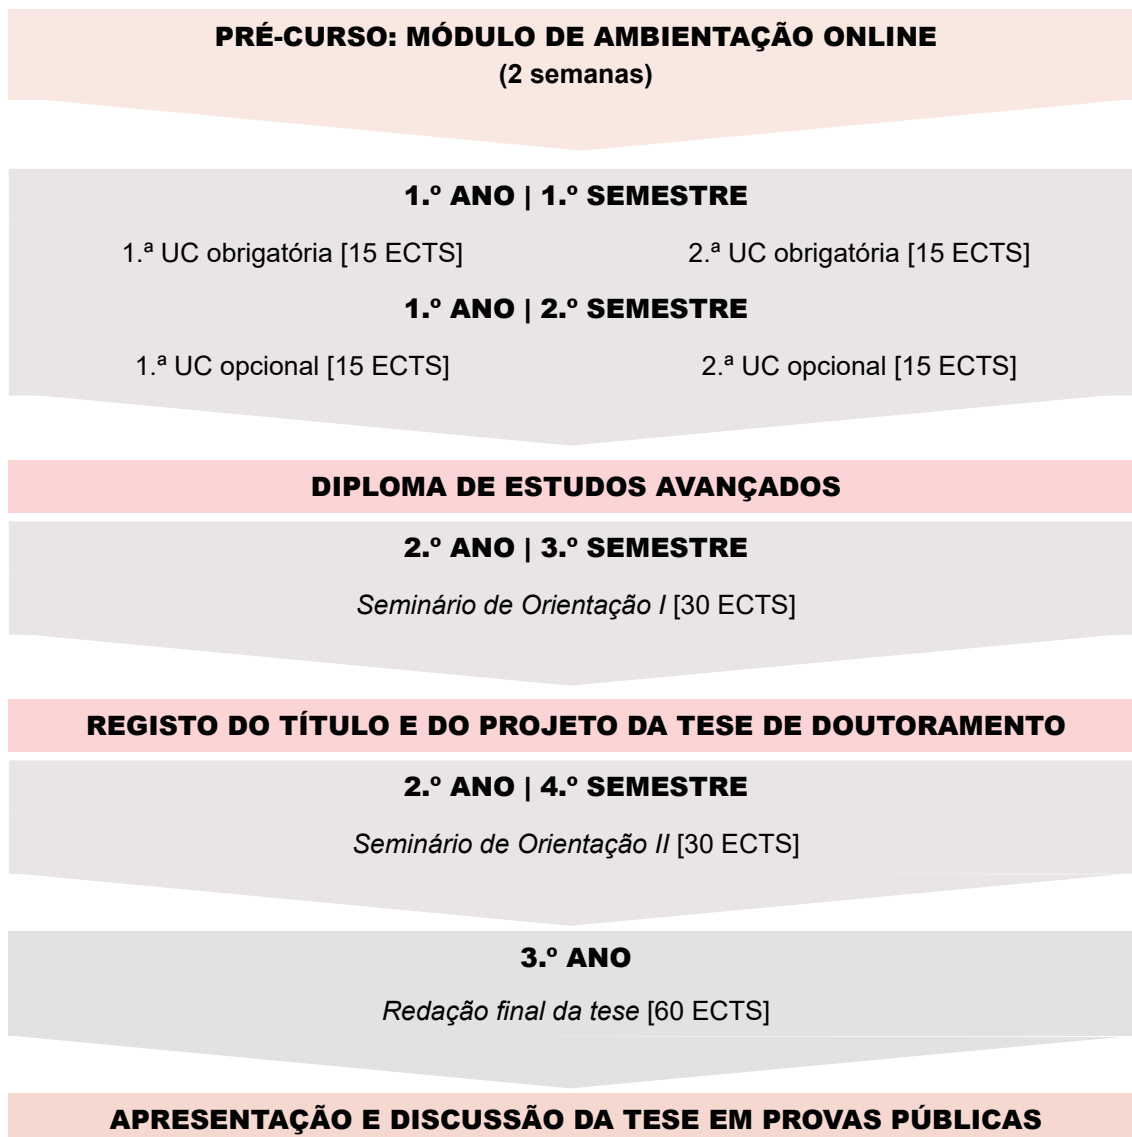 PRÉ-CURSO: MÓDULO DE AMBIENTAÇÃO ONLINE
(2 semanas)
1.º ANO | 1.º SEMESTRE
1.ª UC obrigatória [15 ECTS] 2.ª UC obrigatória [15 ECTS]
1.º ANO | 2.º SEMESTRE
1.ª UC opcional [15 ECTS] 2.ª UC opcional [15 ECTS]
DIPLOMA DE ESTUDOS AVANÇADOS
2.º ANO | 3.º SEMESTRE
Seminário de Orientação I [30 ECTS]
REGISTO DO TÍTULO E DO PROJETO DA TESE DE DOUTORAMENTO
2.º ANO | 4.º SEMESTRE
Seminário de Orientação II [30 ECTS]
3.º ANO
Redação final da tese [60 ECTS]
APRESENTAÇÃO E DISCUSSÃO DA TESE EM PROVAS PÚBLICAS